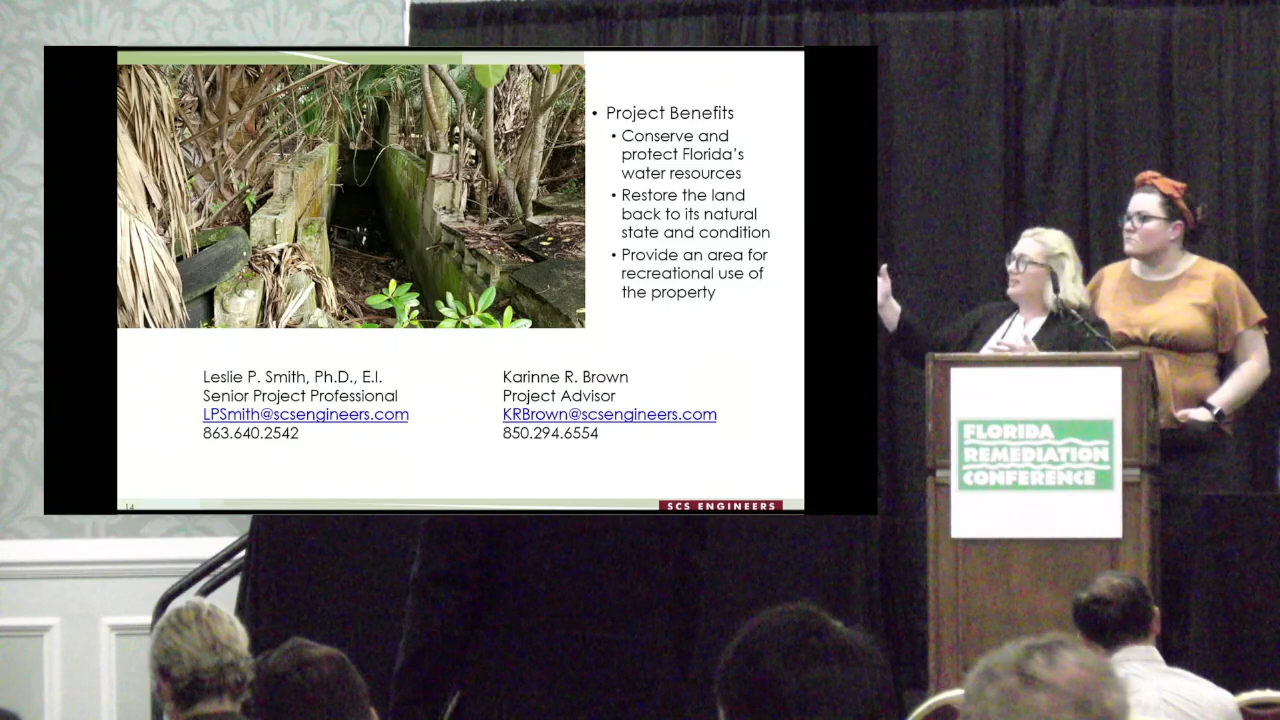 • Project Benefits
• Conserve and
protect Florida's
water resources
• Restore the land
back to its natural
state and condition
• Provide an area for
recreational use of
the property
Leslie P. Smith, Ph.D., E.I.
Senior Project Professional
LPSmith@scsengineers.com
863.640.2542
Karinne R. Brown
Project Advisor
KRBrown@scsengineers.com
850.294.6554
14
SCS ENGINEERS
FLORIDA
REMEDIATION
CONFERENCE